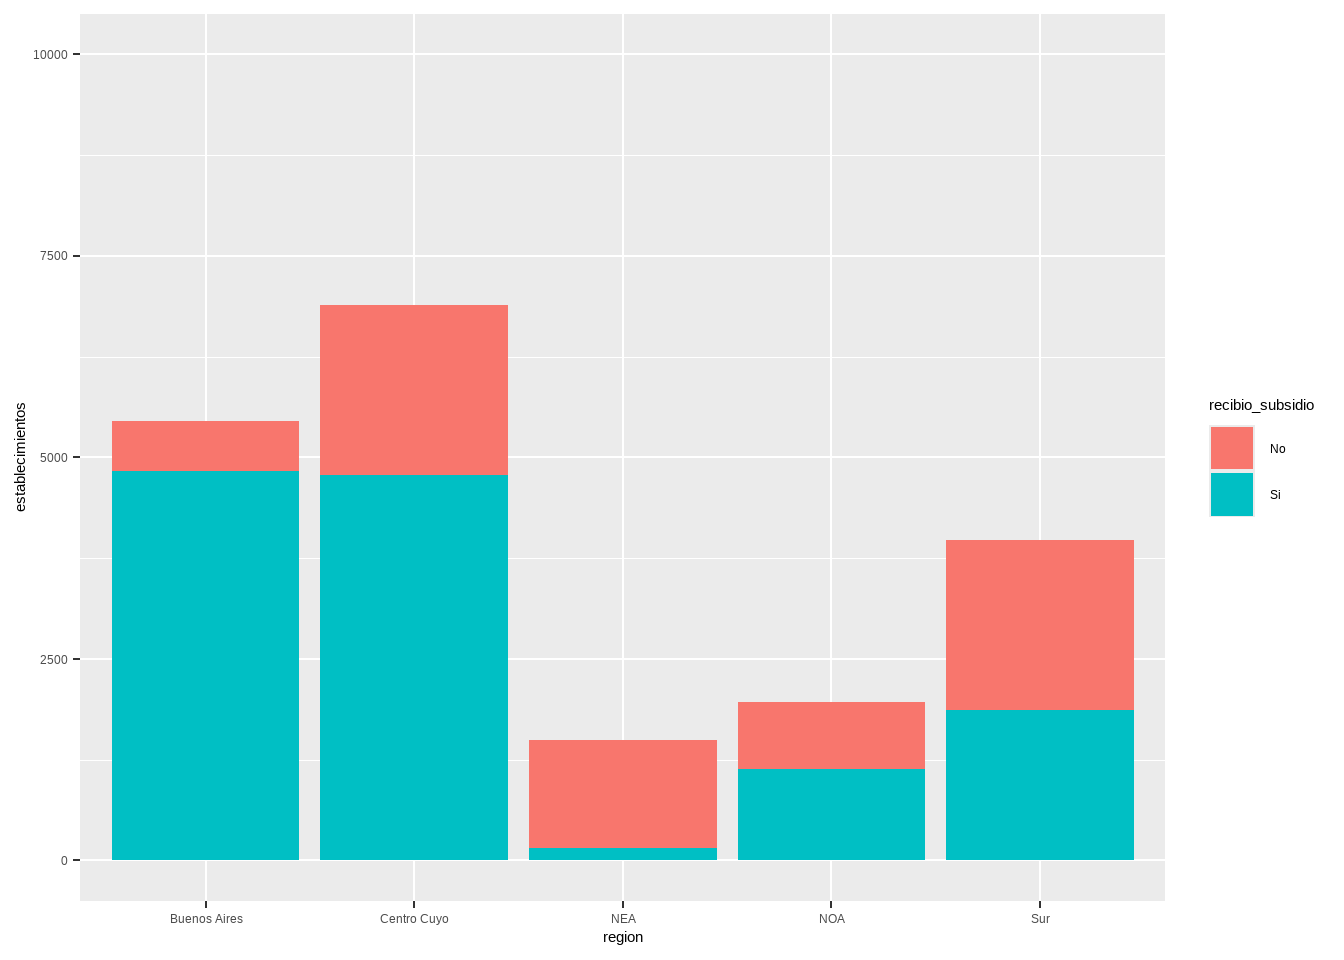 establecimientos
10000
7500
5000
2500
0
Buenos Aires
Centro Cuyo
NEA
NOA
Sur
region
recibio_subsidio
No
Si